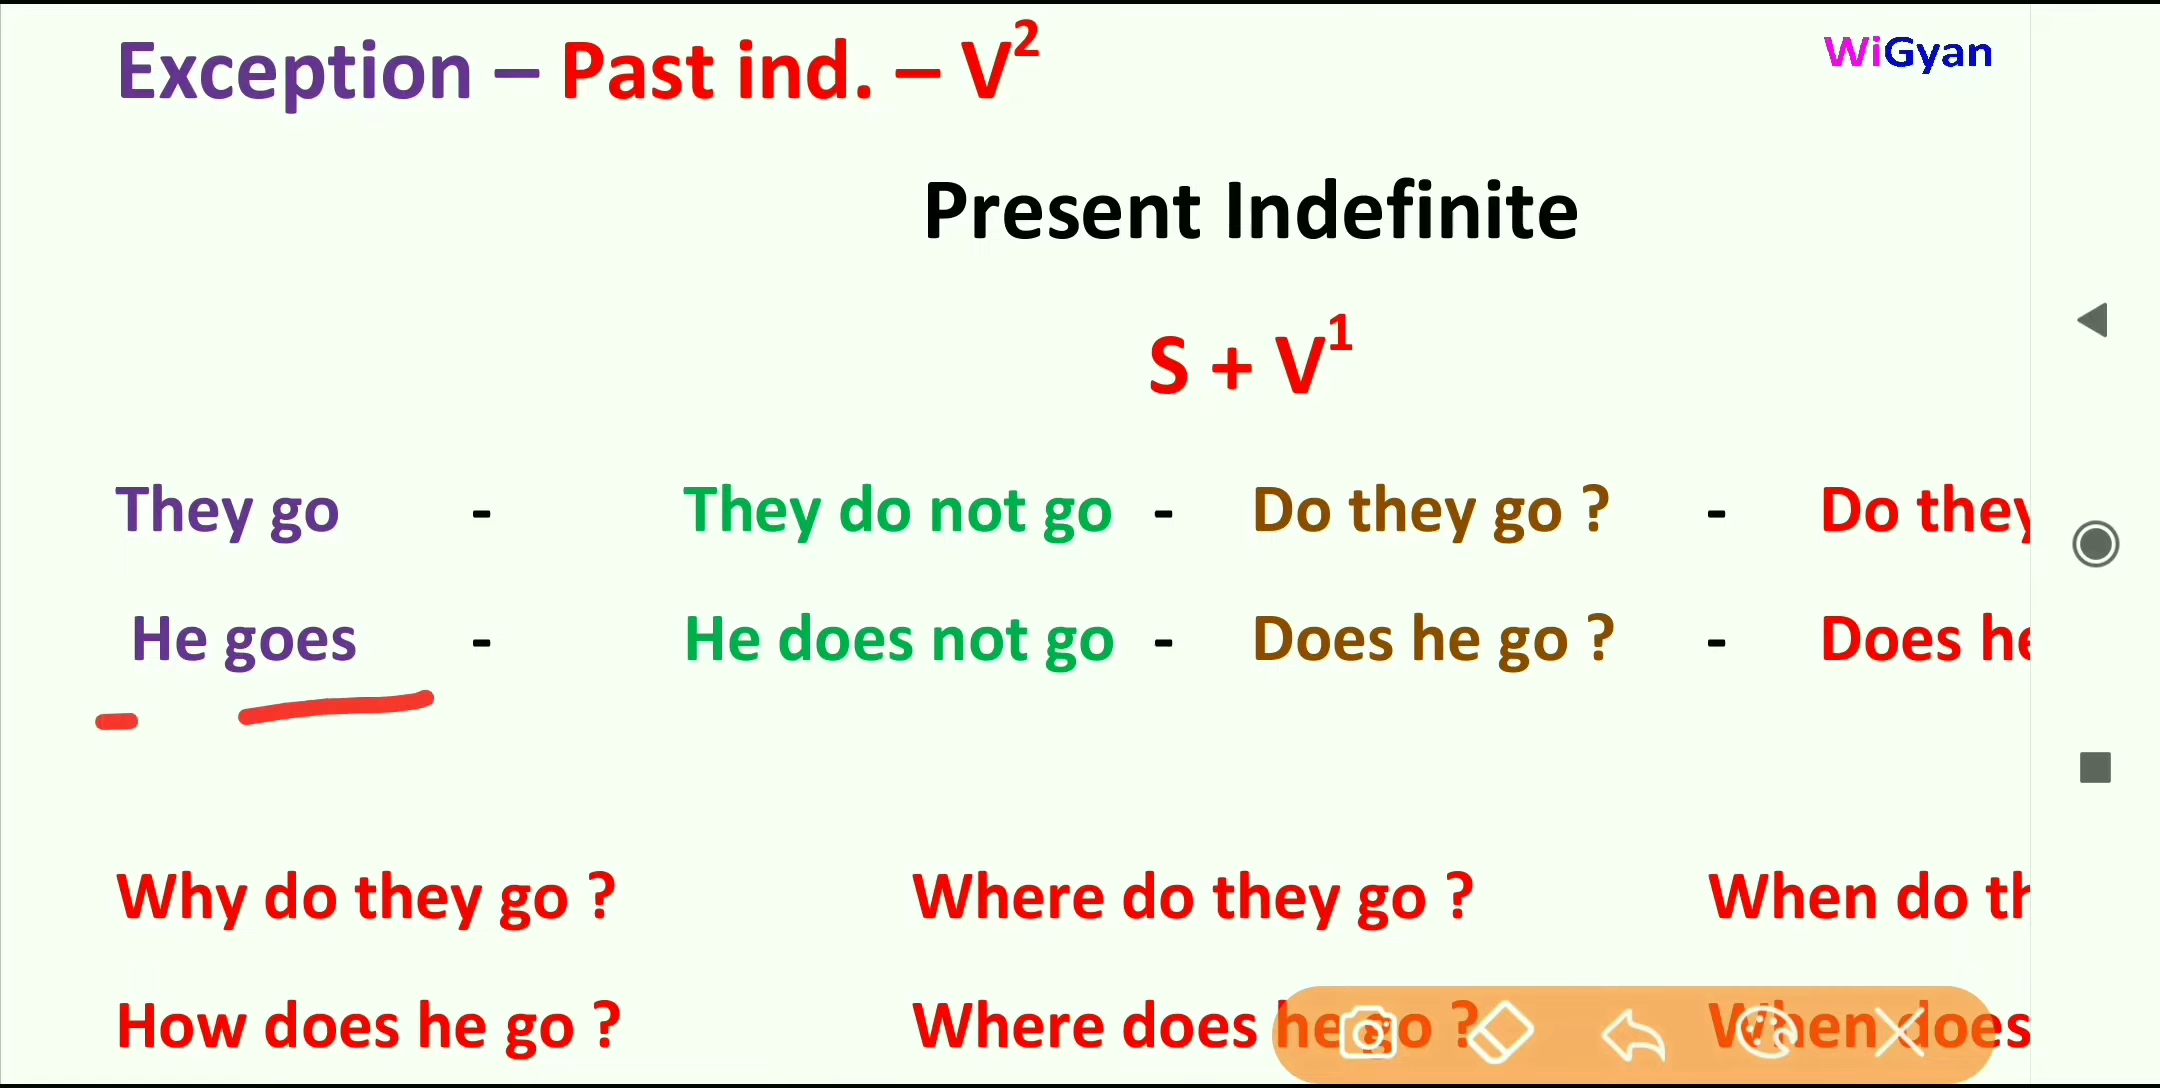 Exception – Past ind. – V²
WiGyan
Present Indefinite
S + V¹
They go - They do not go - Do they go ? - Do they
He goes - He does not go - Does he go ? - Does he
Why do they go ? Where do they go ? When do th
How does he go ? Where does he go ? When does